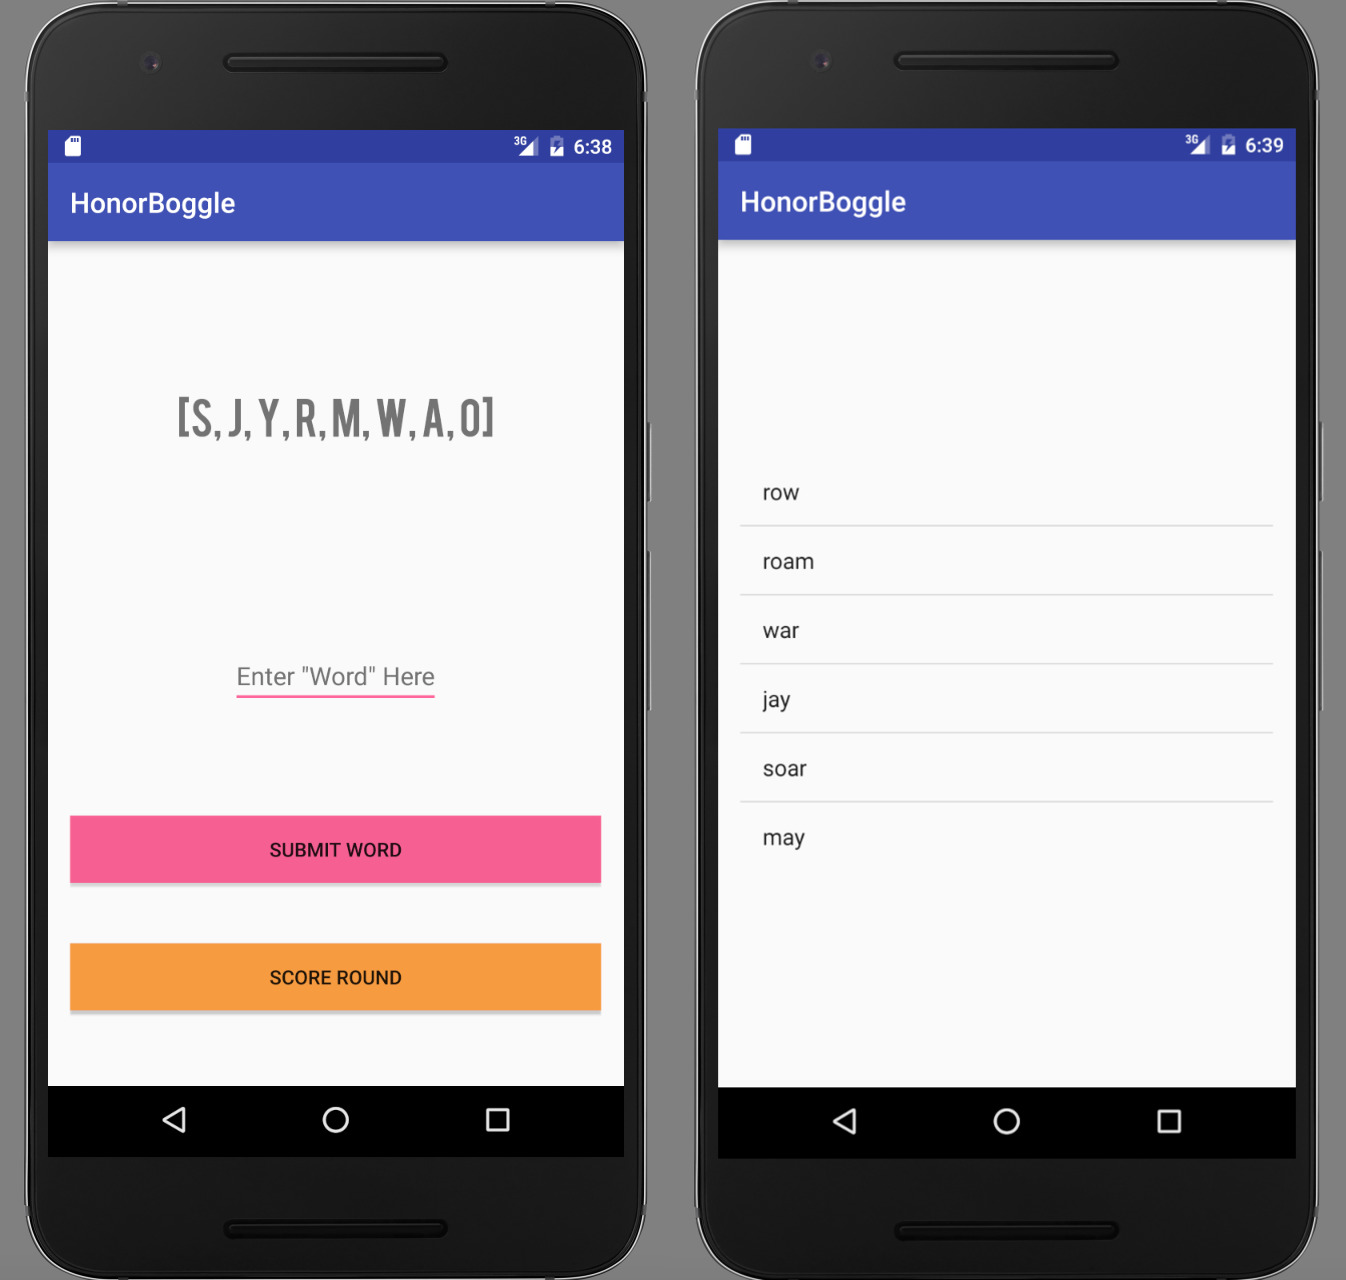 3G 6:38
HonorBoggle
[S, J, Y, R, M, W, A, O]
Enter "Word" Here
SUBMIT WORD
SCORE ROUND
3G 6:39
HonorBoggle
row
roam
war
jay
soar
may